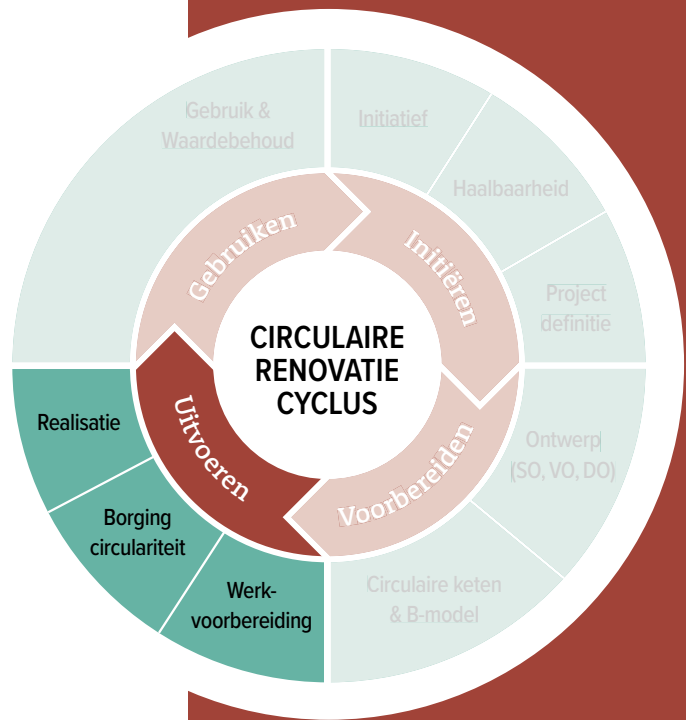 Gebruik &
Waardebehoud
Initiatief
Haalbaarheid
Project
definitie
Ontwerp
(SO, VO, DO)
Circulaire keten
& B-model
Werk-
voorbereiding
Borging
circulariteit
Realisatie
Gebruiken
Initiëren
Voorbereiden
Uitvoeren
CIRCULAIRE
RENOVATIE
CYCLUS